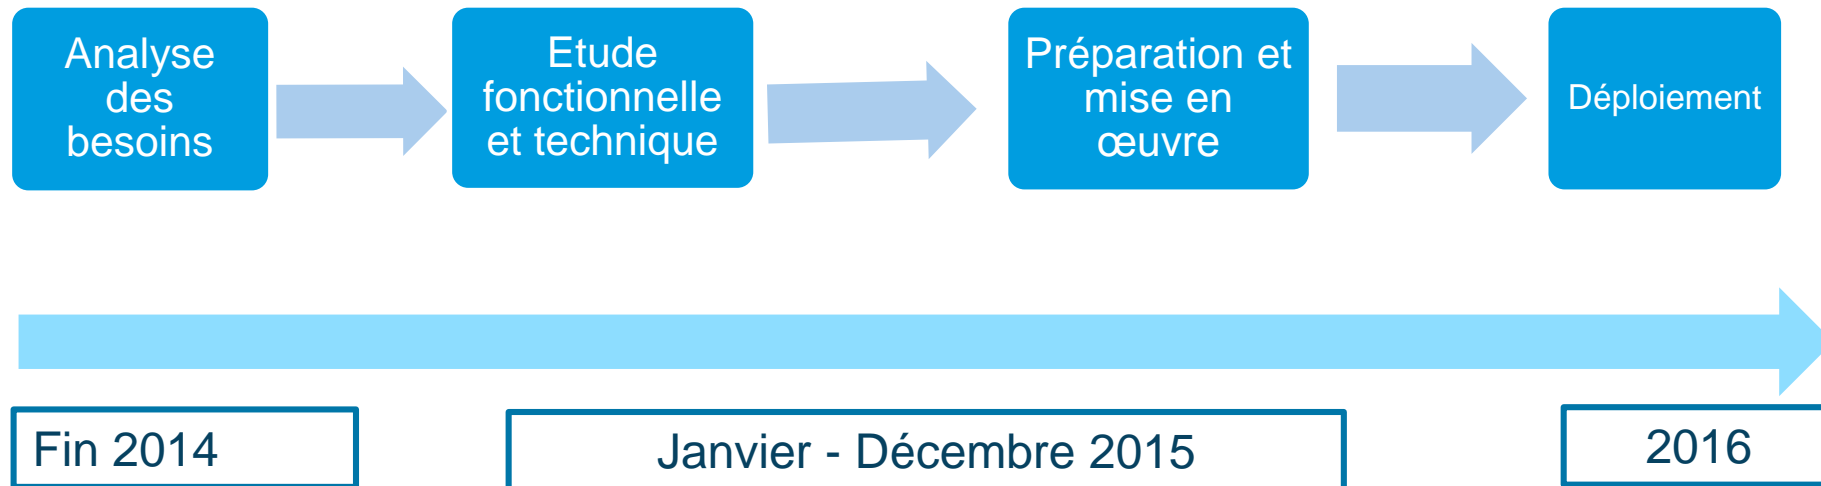 Analyse
des
besoins
Etude
fonctionnelle
et technique
Préparation et
mise en
œuvre
Déploiement
Fin 2014
Janvier - Décembre 2015
2016